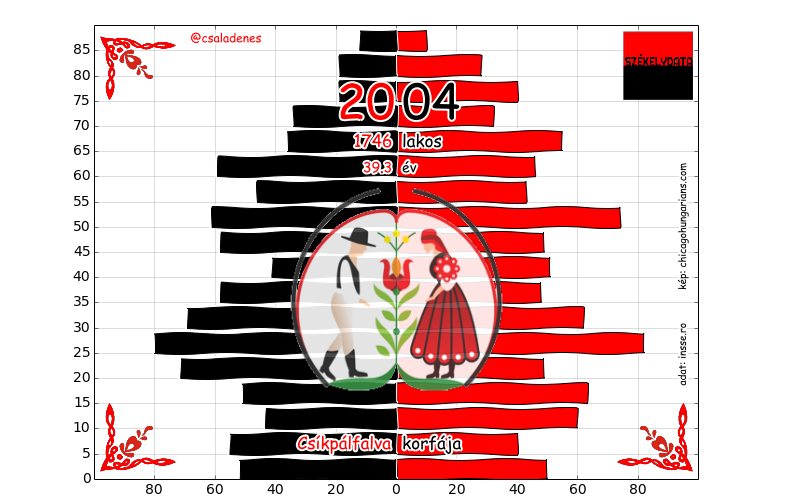 @csaladenes
SZÉKELYDATA
2004
1746 lakos
39.3 év
kép: chicagohungarians.com
adat: insse.ro
Csíkpálfalva korfája
85
80
75
70
65
60
55
50
45
40
35
30
25
20
15
10
5
0
80 60 40 20 0 20 40 60 80